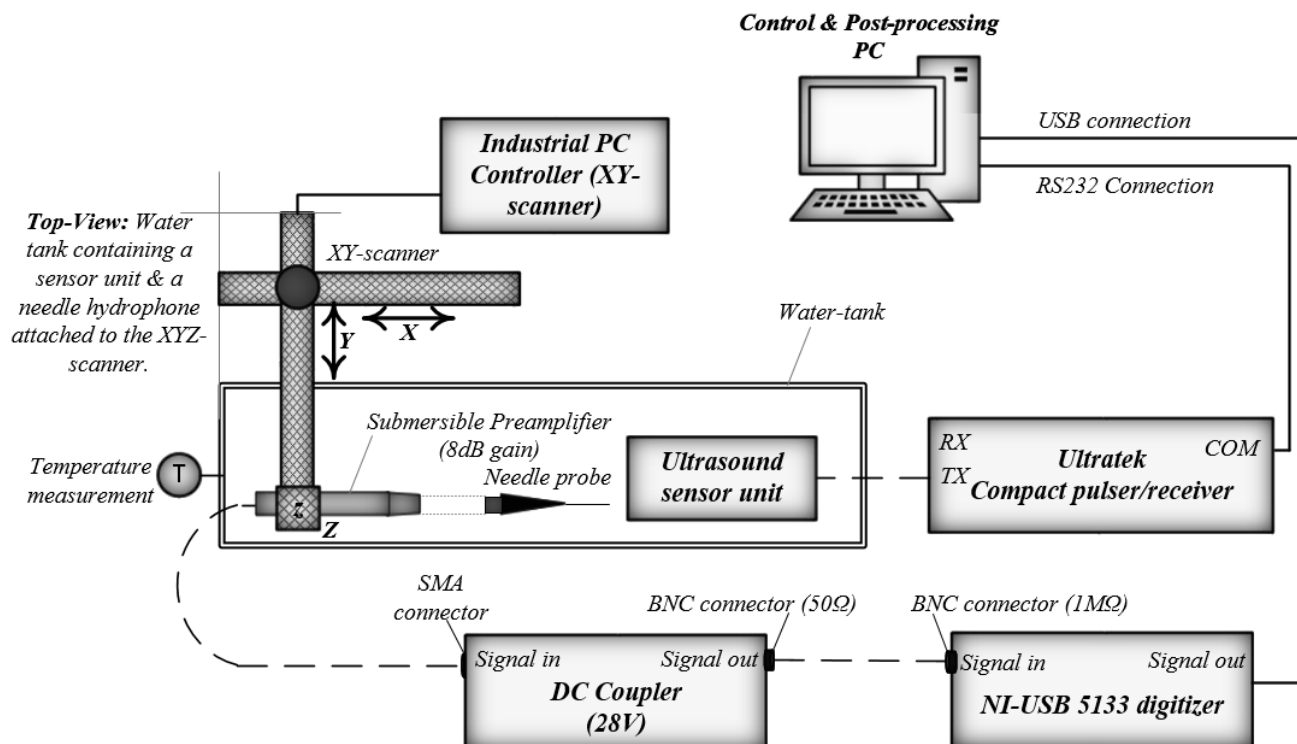 Control & Post-processing
PC
USB connection
RS232 Connection
Industrial PC
Controller (XY-
scanner)
Top-View: Water
tank containing a
sensor unit & a
needle hydrophone
attached to the XYZ-
scanner.
XY-scanner
X
Y
Water-tank
Submersible Preamplifier
(8dB gain)
Needle probe
Temperature
measurement
T
z
Z
Ultrasound
sensor unit
RX
TX
COM
Ultratek
Compact pulser/receiver
SMA
connector
BNC connector (50Ω)
BNC connector (1MΩ)
Signal in
Signal out
DC Coupler
(28V)
Signal in
Signal out
NI-USB 5133 digitizer